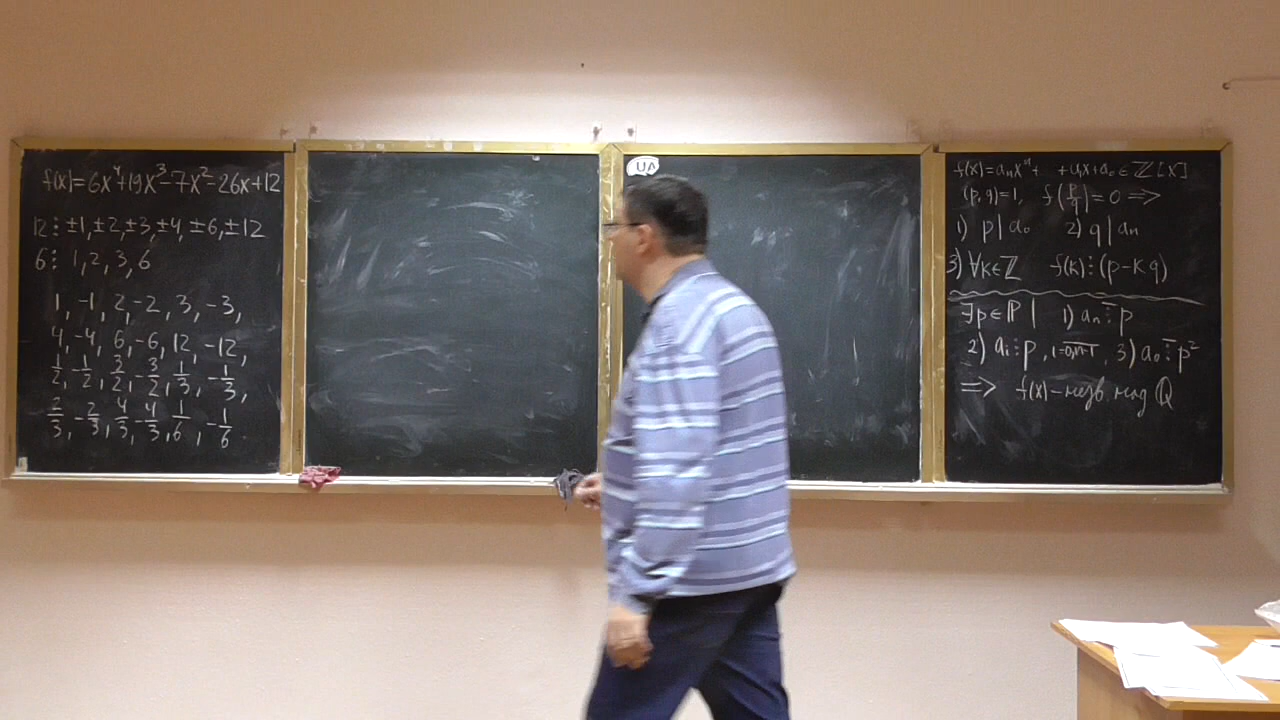 f(x)=6x⁴+19x³-7x²-26x+12
12⋮ ±1,±2,±3,±4,±6,±12
6⋮ 1,2,3,6
1, -1, 2,-2, 3, -3,
4,-4, 6,-6, 12, -12,
1/2,-1/2, 3/2,-3/2, 1/3, -1/3,
2/3,-2/3, 4/3,-4/3, 1/6, -1/6
UA
f(x)=aₙxⁿ+ +a₁x+a₀∈ℤ[x]
(p,q)=1, f(p/q)=0 ⟹
1) p|a₀ 2) q|aₙ
3) ∀k∈ℤ f(k)⋮(p-kq)
∃p∈ℙ | 1) aₙ⋮̅p
2) aᵢ⋮p, i=0,n-1, 3) a₀⋮̅p²
⟹ f(x)-незв. над ℚ